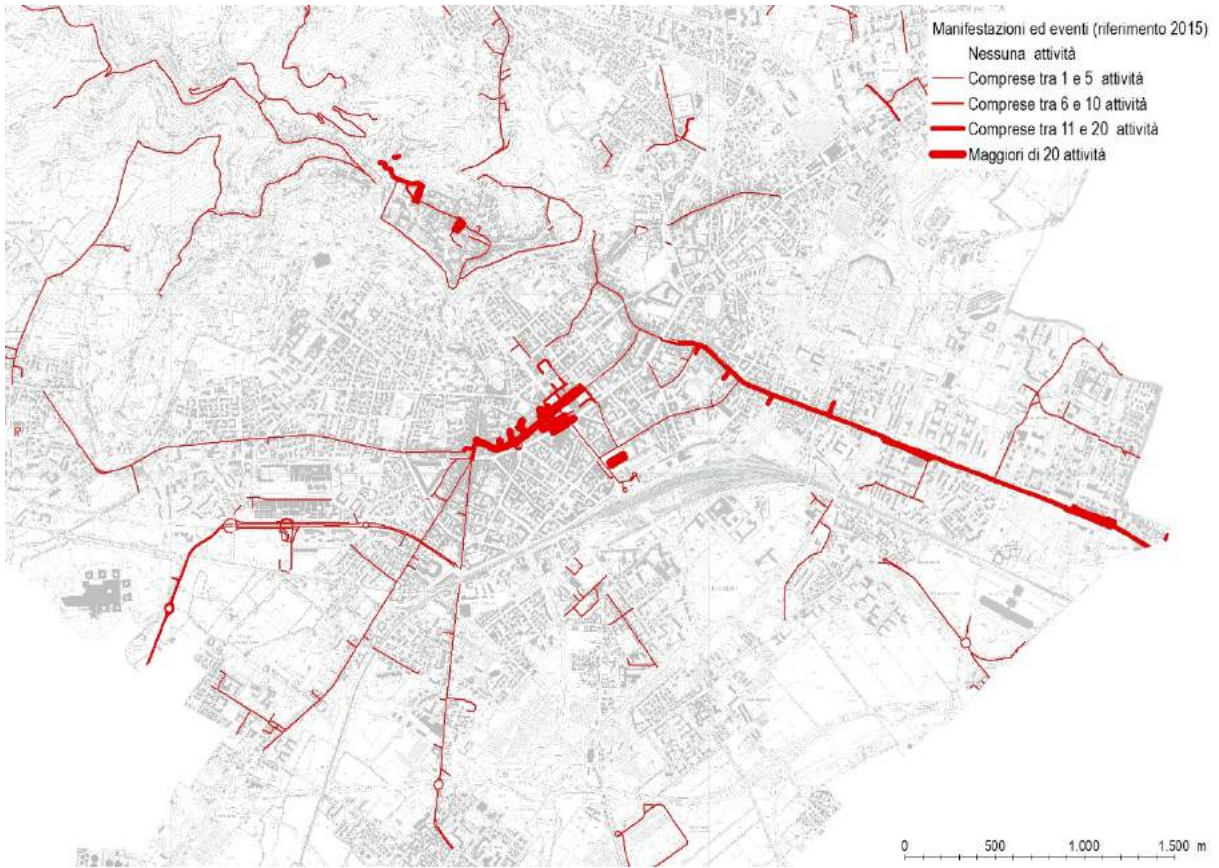 Manifestazioni ed eventi (riferimento 2015)
Nessuna attività
Comprese tra 1 e 5 attività
Comprese tra 6 e 10 attività
Comprese tra 11 e 20 attività
Maggiori di 20 attività
0 500 1.000 1.500 m